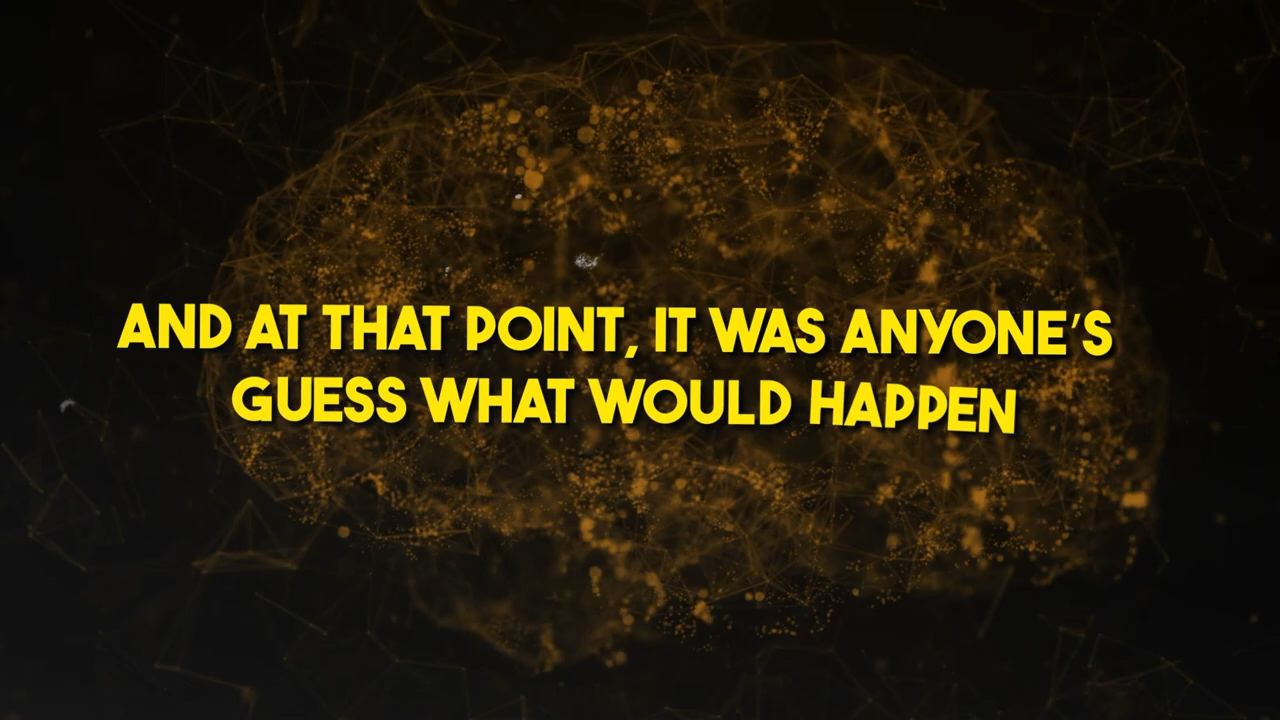 AND AT THAT POINT, IT WAS ANYONE'S
GUESS WHAT WOULD HAPPEN